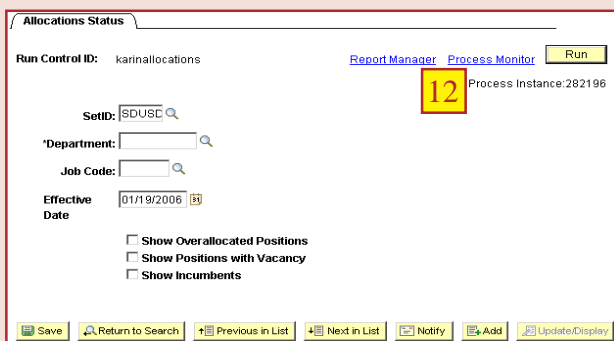 Allocations Status
Run Control ID: karinallocations Report Manager Process Monitor Run
12 Process Instance:282196
SetID: SDUSD
*Department:
Job Code:
Effective Date 01/19/2006 31
Show Overallocated Positions
Show Positions with Vacancy
Show Incumbents
Save Return to Search Previous in List Next in List Notify Add Update/Display